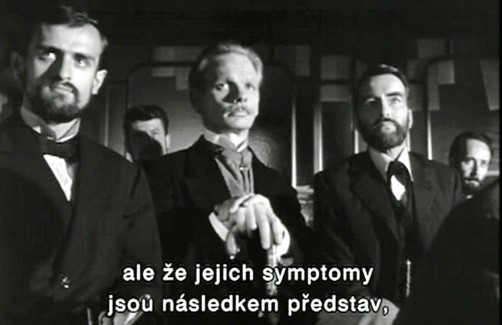 ale že jejich symptomy
jsou následkem představ,